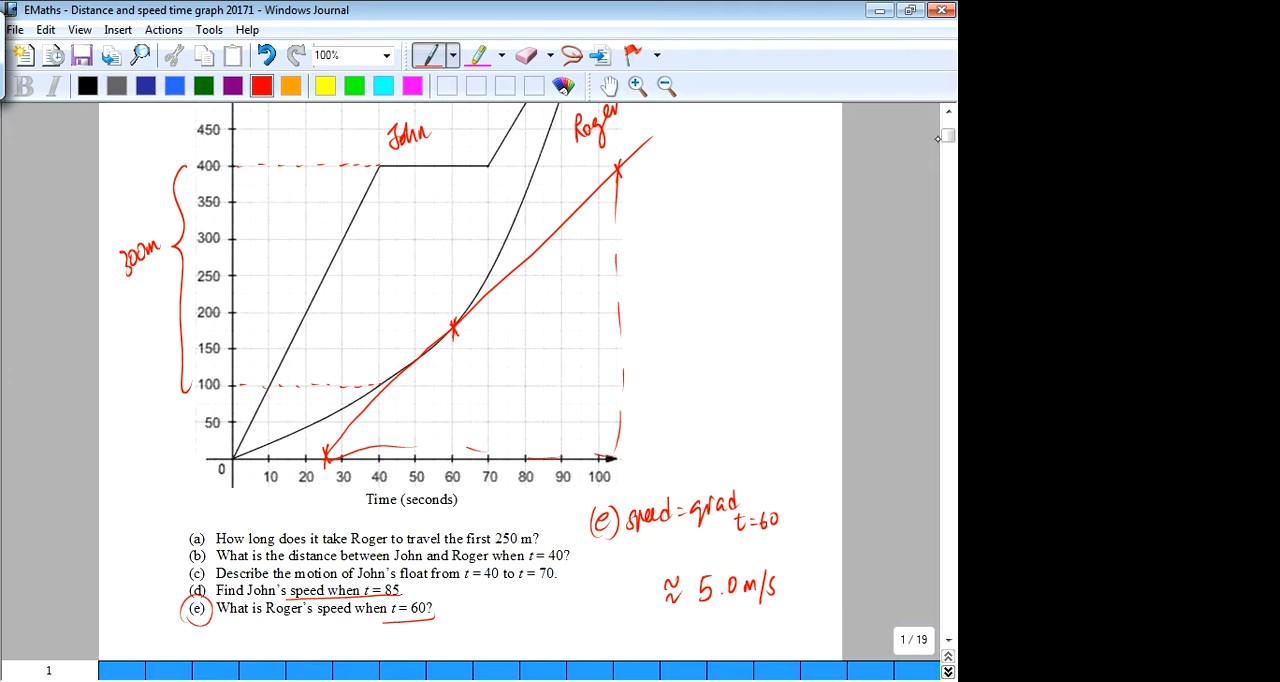 EMaths - Distance and speed time graph 20171 - Windows Journal
File Edit View Insert Actions Tools Help
100%
B I
450
John
Roger
400
350
300
300m
250
200
150
100
50
0
10 20 30 40 50 60 70 80 90 100
Time (seconds)
(e) speed = grad t=60
≈ 5.0 m/s
(a) How long does it take Roger to travel the first 250 m?
(b) What is the distance between John and Roger when t = 40?
(c) Describe the motion of John's float from t = 40 to t = 70.
(d) Find John's speed when t = 85.
(e) What is Roger's speed when t = 60?
1 / 19
1